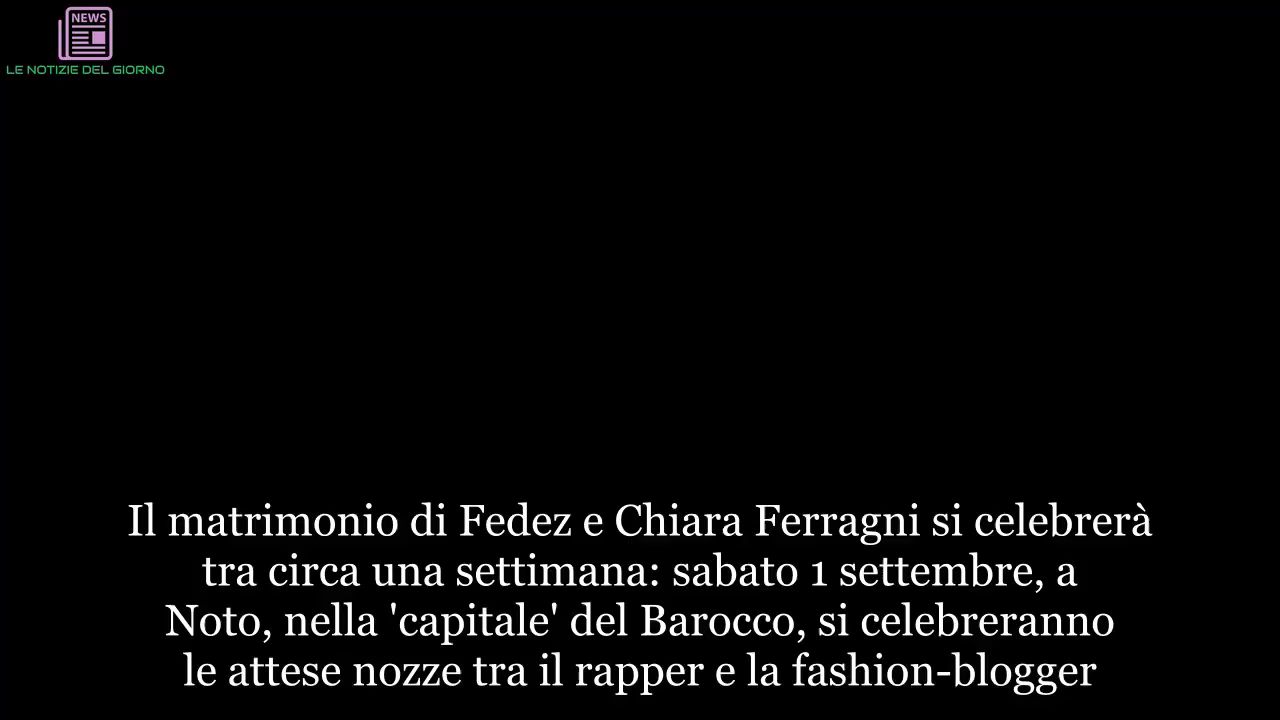 NEWS
LE NOTIZIE DEL GIORNO
Il matrimonio di Fedez e Chiara Ferragni si celebrerà
tra circa una settimana: sabato 1 settembre, a
Noto, nella 'capitale' del Barocco, si celebreranno
le attese nozze tra il rapper e la fashion-blogger